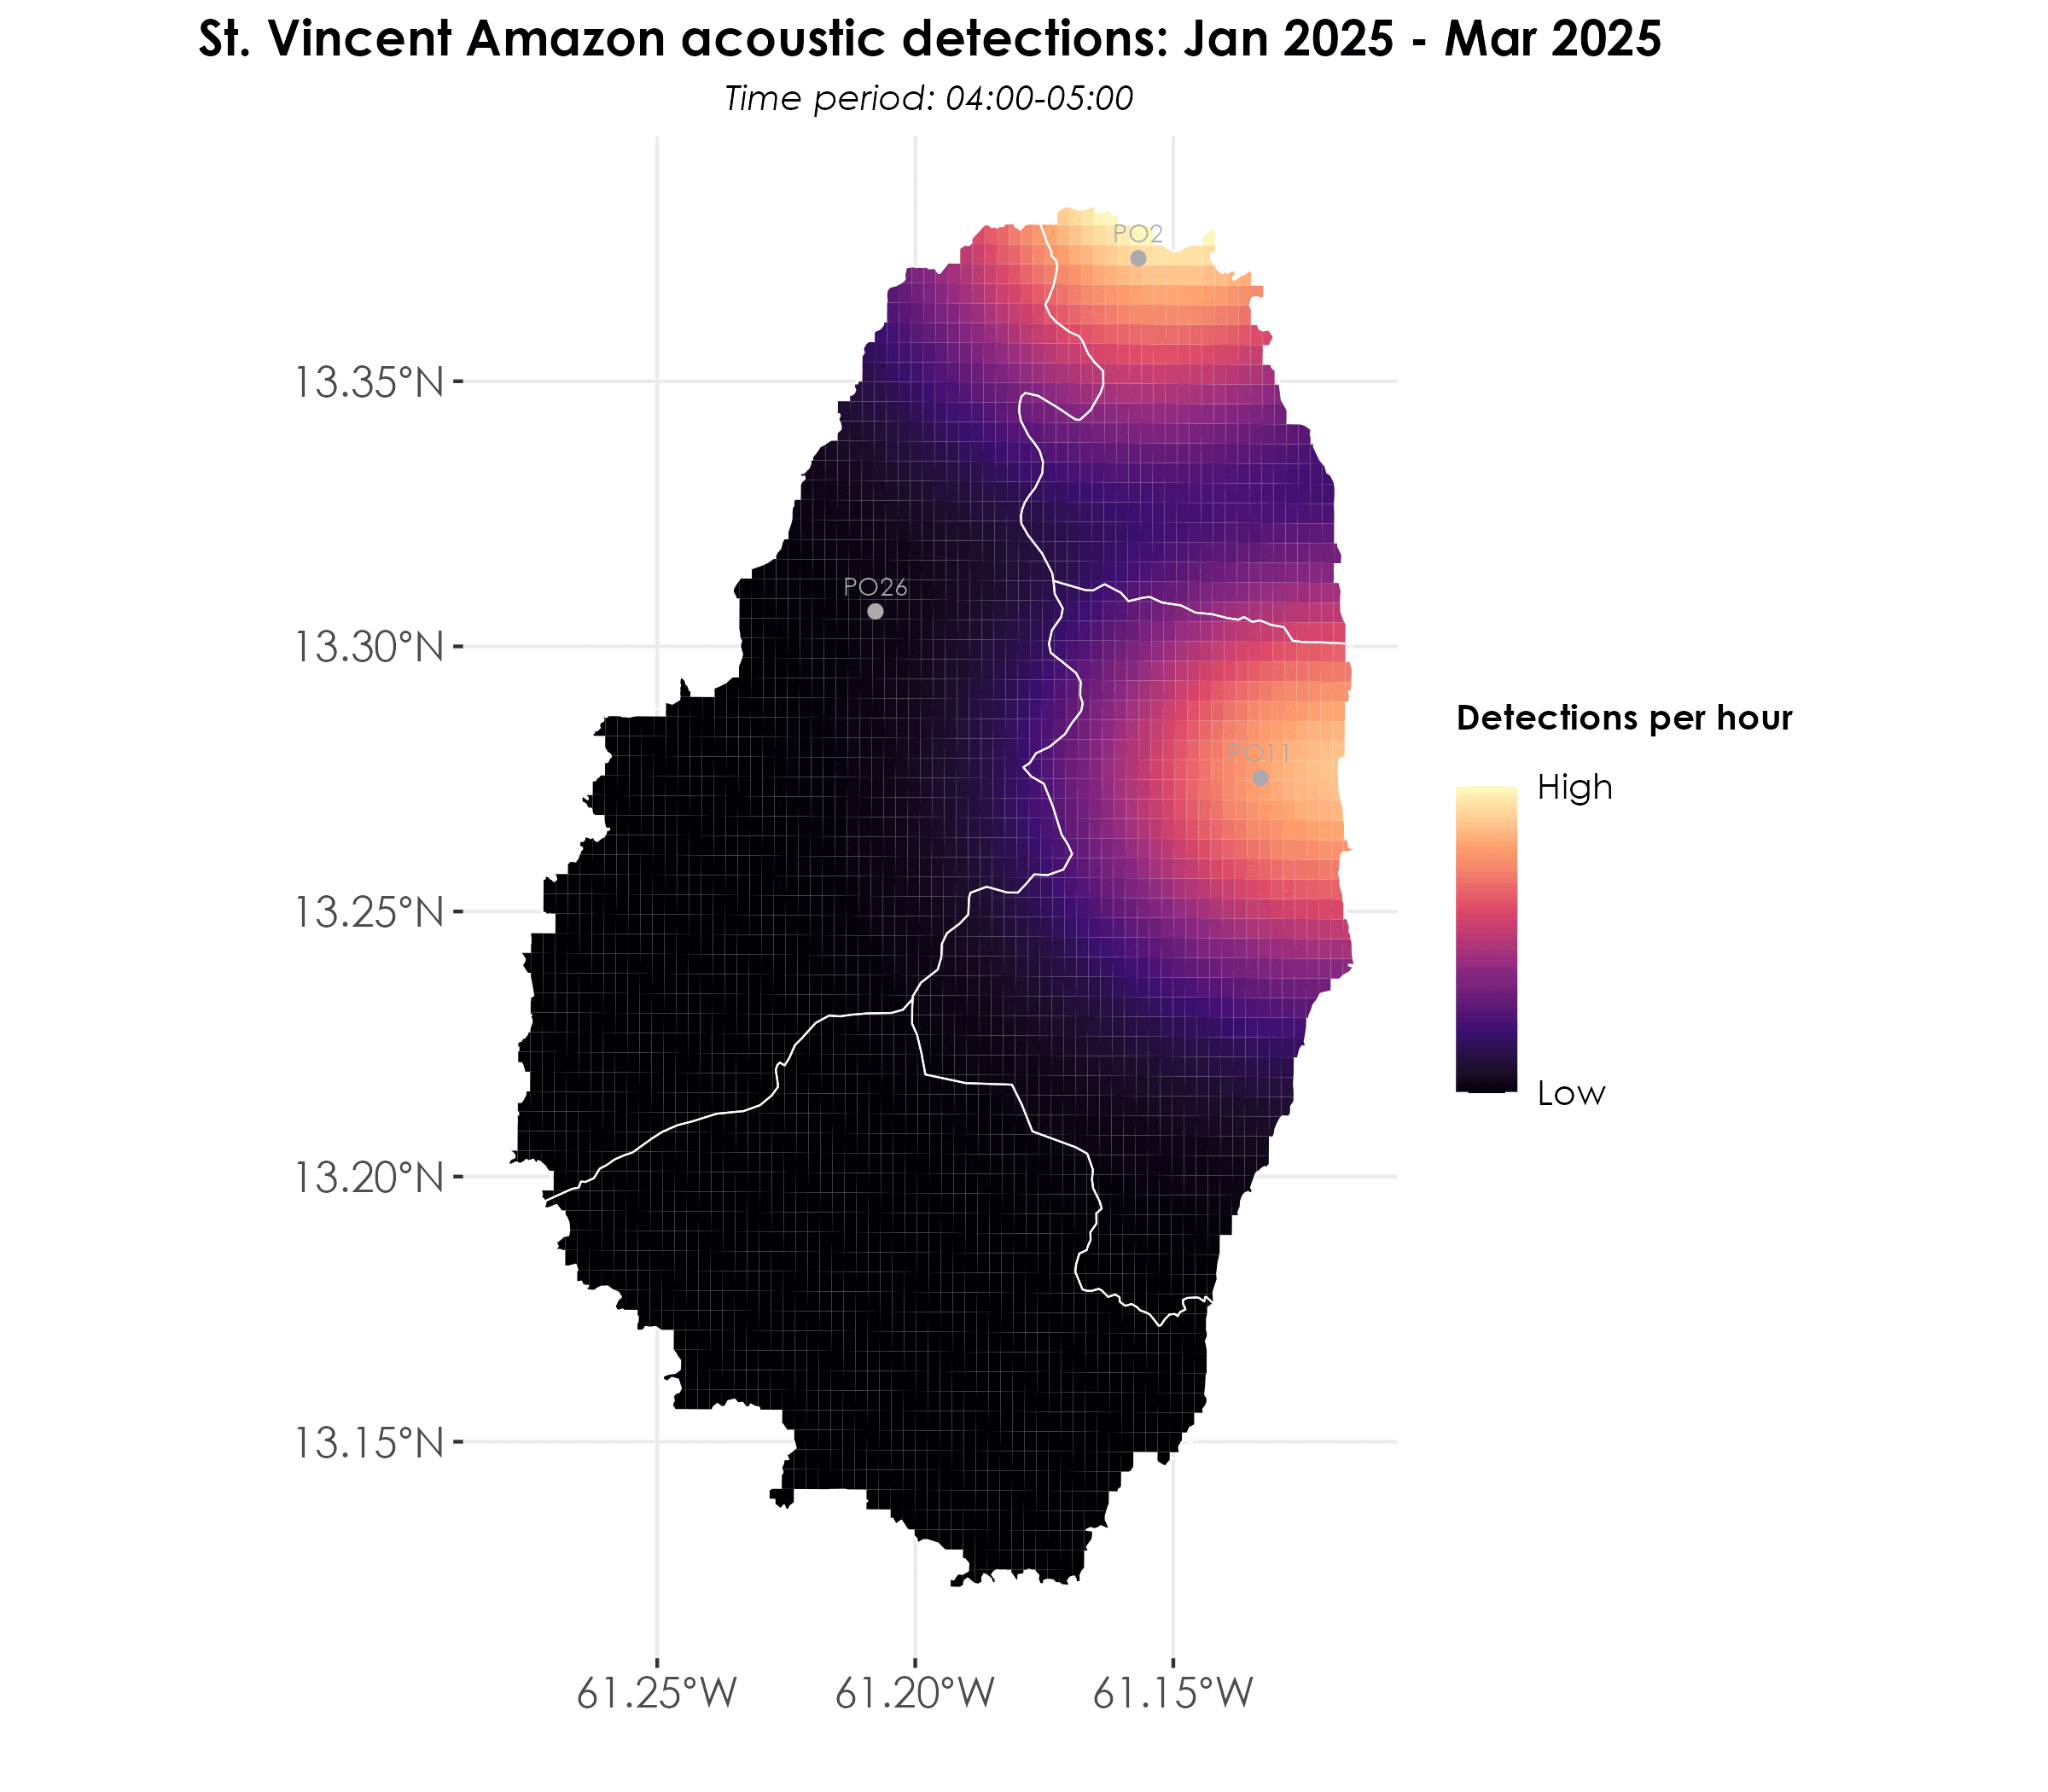 St. Vincent Amazon acoustic detections: Jan 2025 - Mar 2025
Time period: 04:00-05:00
PO2
13.35°N
PO26
13.30°N
Detections per hour
PO11
High
13.25°N
Low
13.20°N
13.15°N
61.25°W 61.20°W 61.15°W